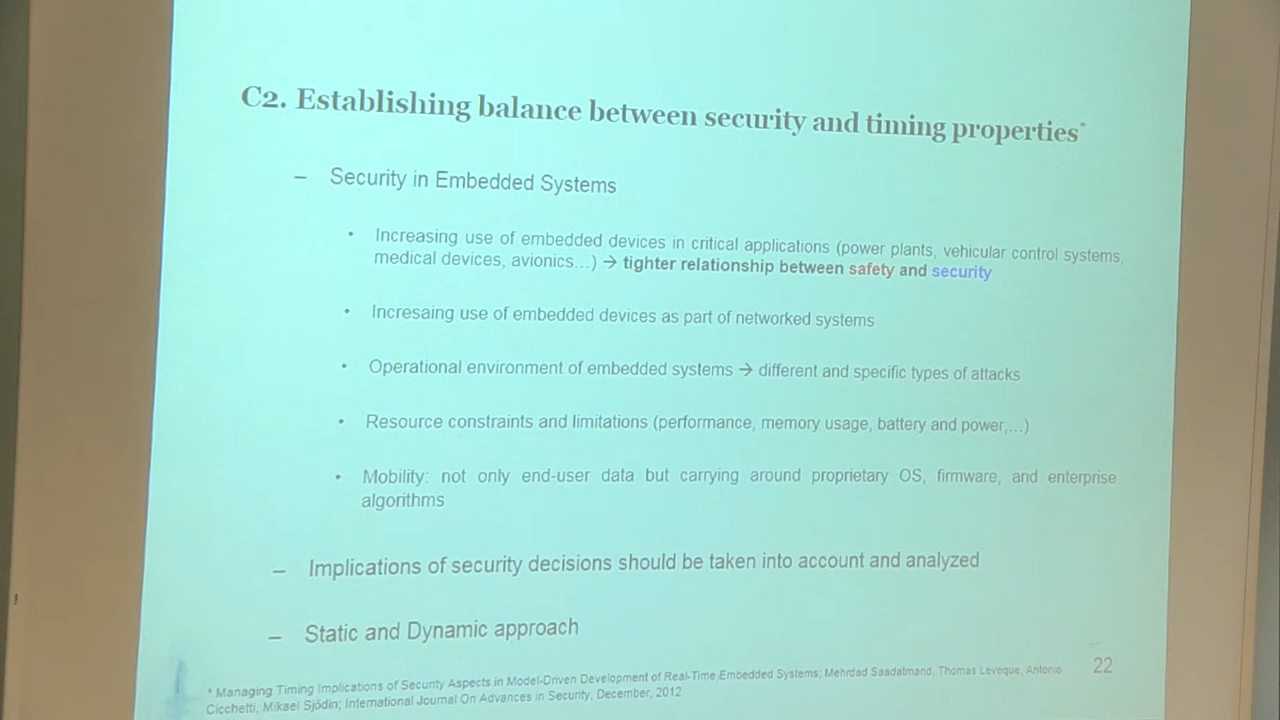 C2. Establishing balance between security and timing properties*
– Security in Embedded Systems
• Increasing use of embedded devices in critical applications (power plants, vehicular control systems,
medical devices, avionics...) → tighter relationship between safety and security
• Incresaing use of embedded devices as part of networked systems
• Operational environment of embedded systems → different and specific types of attacks
• Resource constraints and limitations (performance, memory usage, battery and power,...)
• Mobility: not only end-user data but carrying around proprietary OS, firmware, and enterprise
algorithms
– Implications of security decisions should be taken into account and analyzed
– Static and Dynamic approach
* Managing Timing Implications of Security Aspects in Model-Driven Development of Real-Time Embedded Systems; Mehrdad Saadatmand, Thomas Leveque, Antonio
Cicchetti, Mikael Sjödin; International Journal On Advances in Security, December, 2012
22